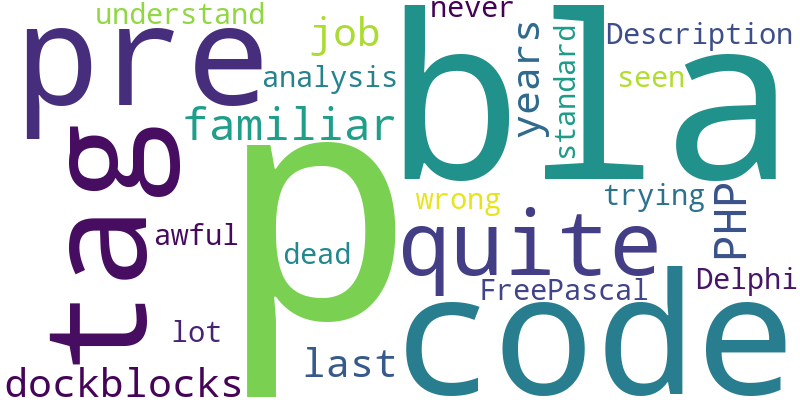 understand
never
pre
job
bla
years
standard
Description
analysis
seen
familiar
tag
p
wrong
trying
PHP
awful
quite
dead
FreePascal
Delphi
code
lot
last
dockblocks